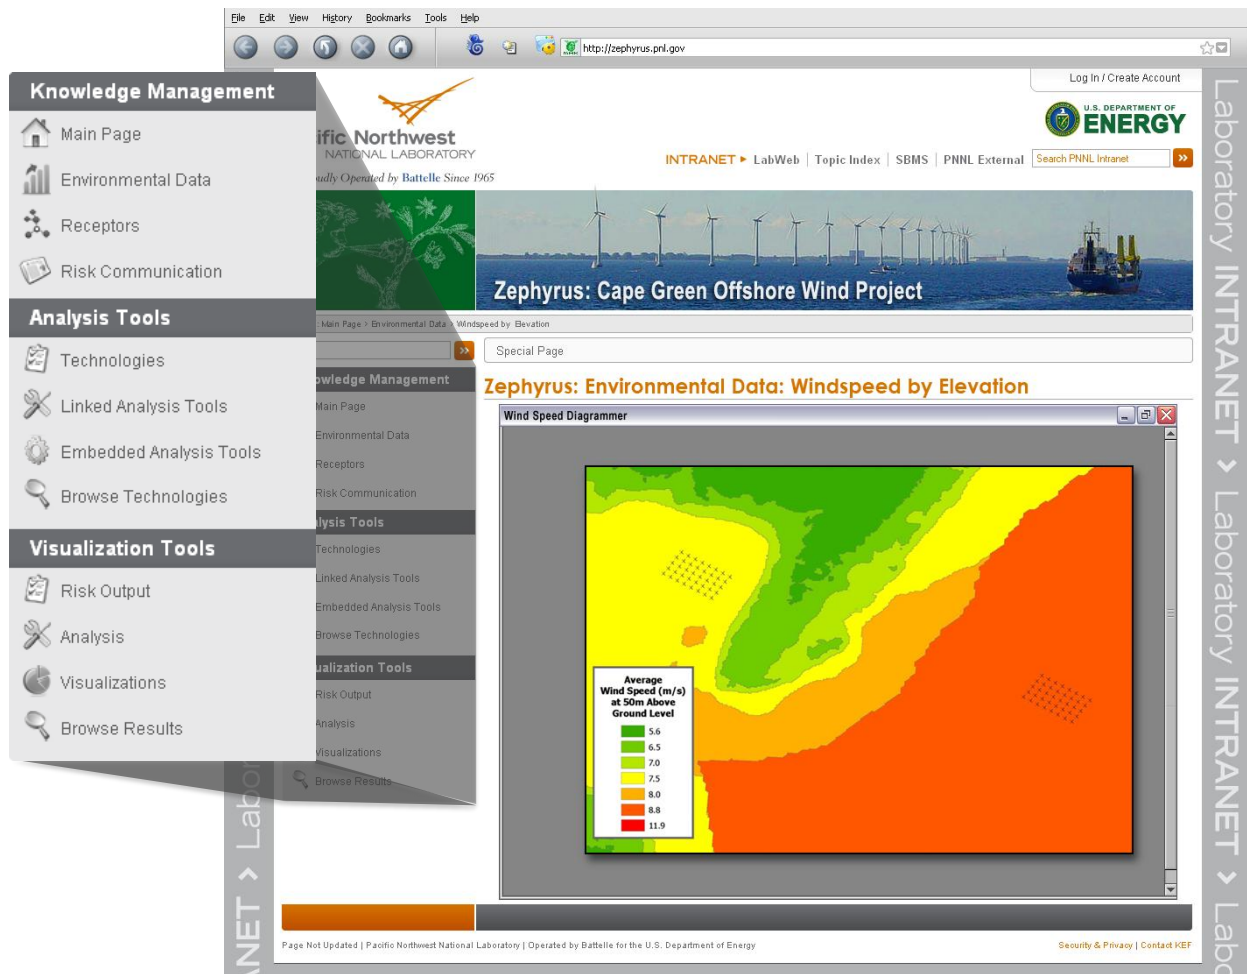 File Edit View History Bookmarks Tools Help
http://zephyrus.pnl.gov
Log In / Create Account
U.S. DEPARTMENT OF
ENERGY
ific Northwest
NATIONAL LABORATORY
Operated by Battelle Since 1965
INTRANET LabWeb | Topic Index | SBMS | PNNL External
Search PNNL Intranet
Knowledge Management
Main Page
Environmental Data
Receptors
Risk Communication
Analysis Tools
Technologies
Linked Analysis Tools
Embedded Analysis Tools
Browse Technologies
Visualization Tools
Risk Output
Analysis
Visualizations
Browse Results
Zephyrus: Cape Green Offshore Wind Project
: Main Page > Environmental Data > Windspeed by Elevation
Special Page
owledge Management
Main Page
Environmental Data
Receptors
Risk Communication
alysis Tools
Technologies
Linked Analysis Tools
Embedded Analysis Tools
Browse Technologies
ualization Tools
Risk Output
Analysis
Visualizations
Browse Results
Zephyrus: Environmental Data: Windspeed by Elevation
Wind Speed Diagrammer
Average
Wind Speed (m/s)
at 50m Above
Ground Level
5.6
6.5
7.0
7.5
8.0
8.8
11.9
Page Not Updated | Pacific Northwest National Laboratory | Operated by Battelle for the U.S. Department of Energy
Security & Privacy | Contact KEF
Laboratory INTRANET > Laboratory INTRANET > Labo
ANET > Labor